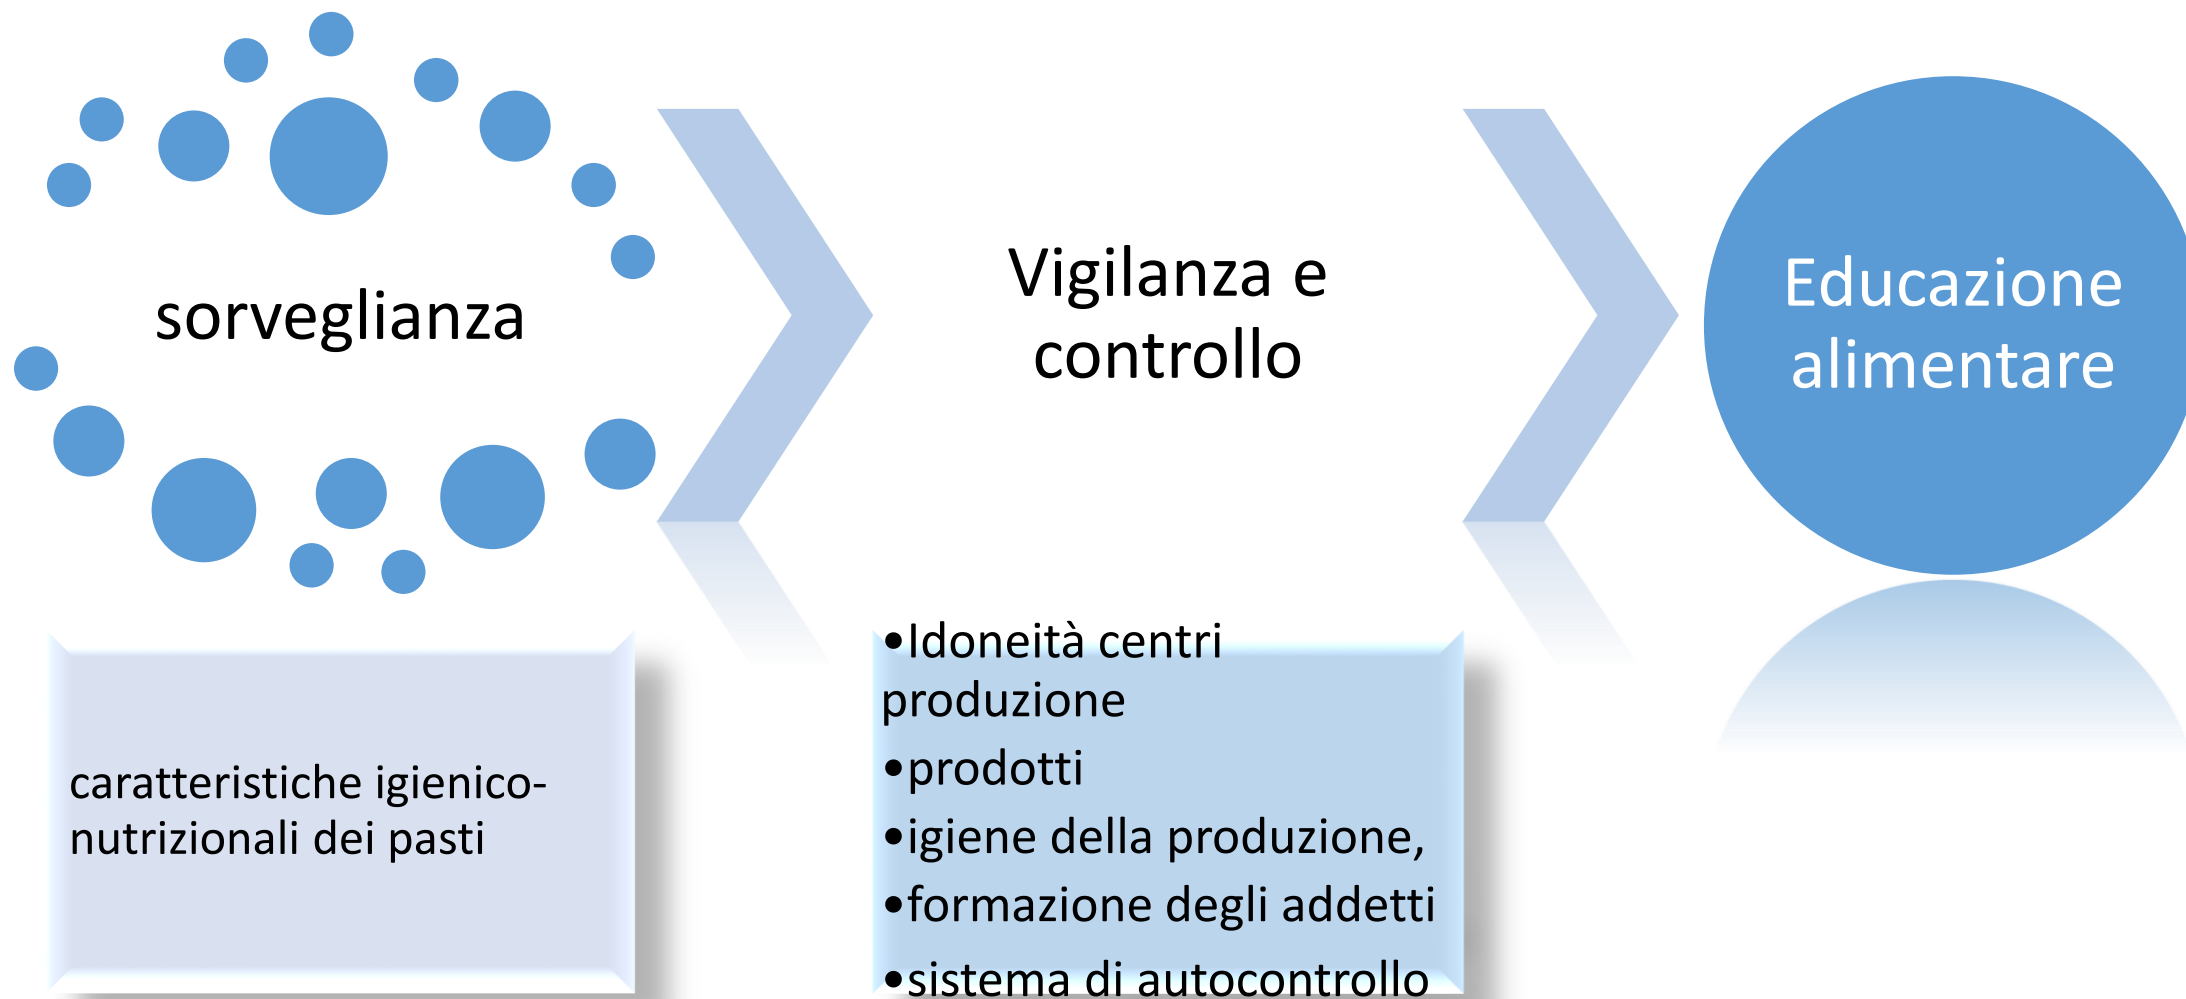 sorveglianza
Vigilanza e
controllo
Educazione
alimentare
caratteristiche igienico-
nutrizionali dei pasti
•Idoneità centri
produzione
•prodotti
•igiene della produzione,
•formazione degli addetti
•sistema di autocontrollo